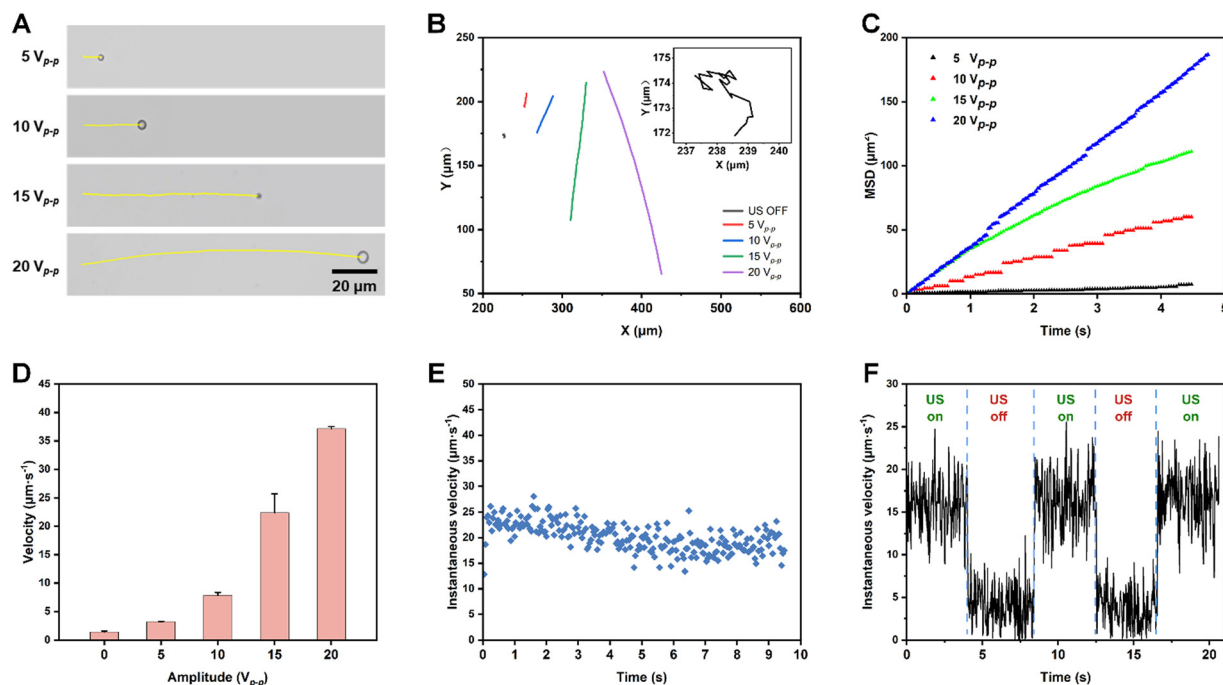 A
5 Vp-p
10 Vp-p
15 Vp-p
20 Vp-p
20 µm
B
250
225
200
175
150
125
100
75
50
Y (µm)
200 300 400 500 600
X (µm)
175
174
173
172
Y (µm)
237 238 239 240
X (µm)
US OFF
5 Vp-p
10 Vp-p
15 Vp-p
20 Vp-p
C
200
150
100
50
0
MSD (µm²)
0 1 2 3 4 5
Time (s)
5 Vp-p
10 Vp-p
15 Vp-p
20 Vp-p
D
45
40
35
30
25
20
15
10
5
0
Velocity (µm·s⁻¹)
0 5 10 15 20
Amplitude (Vp-p)
E
50
45
40
35
30
25
20
15
10
5
0
Instantaneous velocity (µm·s⁻¹)
0 1 2 3 4 5 6 7 8 9 10
Time (s)
F
30
25
20
15
10
5
0
Instantaneous velocity (µm·s⁻¹)
US on
US off
US on
US off
US on
0 5 10 15 20
Time (s)